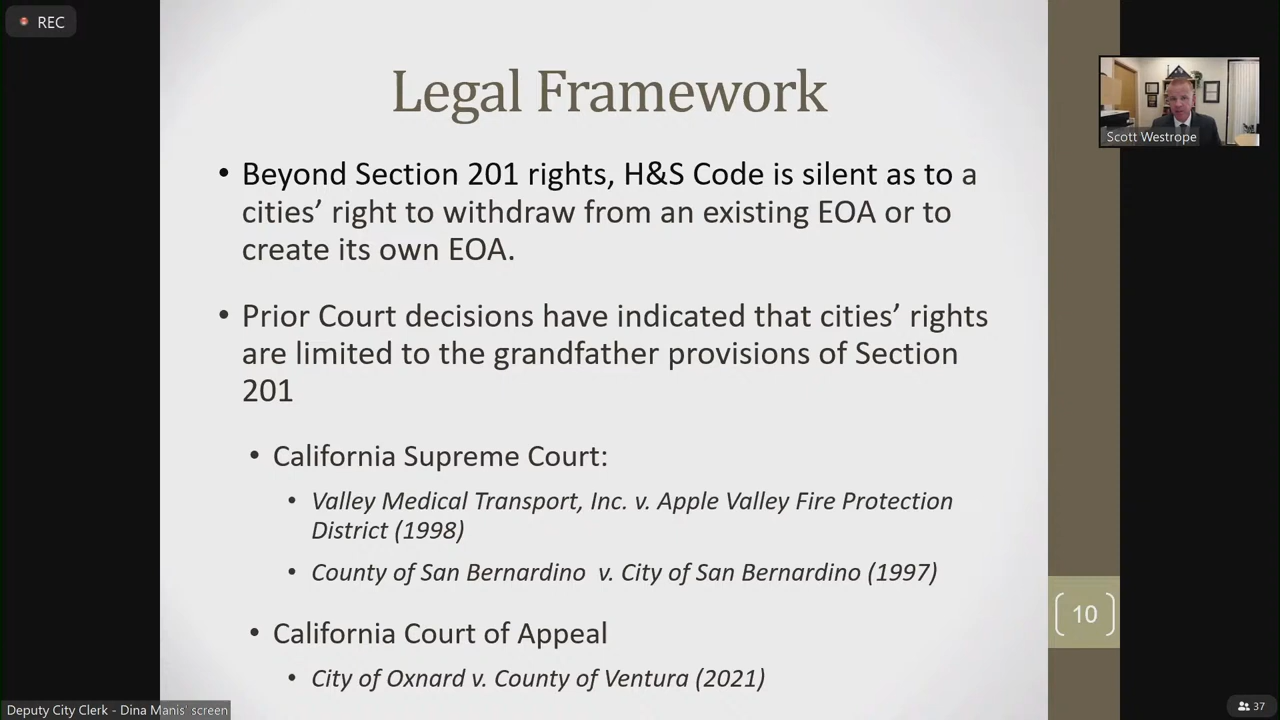 REC
Legal Framework
Scott Westrope
• Beyond Section 201 rights, H&S Code is silent as to a
cities’ right to withdraw from an existing EOA or to
create its own EOA.
• Prior Court decisions have indicated that cities’ rights
are limited to the grandfather provisions of Section
201
• California Supreme Court:
• Valley Medical Transport, Inc. v. Apple Valley Fire Protection
District (1998)
• County of San Bernardino v. City of San Bernardino (1997)
10
• California Court of Appeal
• City of Oxnard v. County of Ventura (2021)
Deputy City Clerk - Dina Manis' screen
37